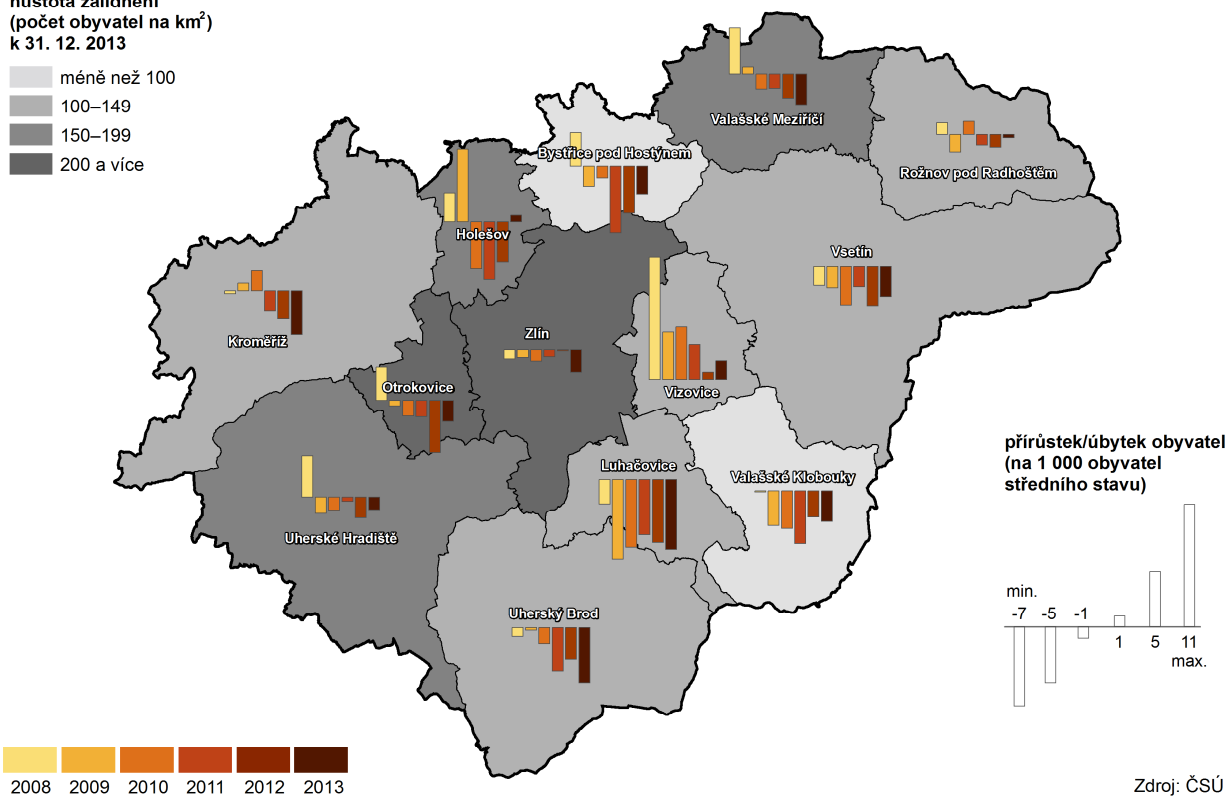 hustota zalidnění
(počet obyvatel na km²)
k 31. 12. 2013
méně než 100
100–149
150–199
200 a více
Valašské Meziříčí
Bystřice pod Hostýnem
Rožnov pod Radhoštěm
Holešov
Vsetín
Kroměříž
Zlín
Otrokovice
Vizovice
Luhačovice
Valašské Klobouky
Uherské Hradiště
Uherský Brod
přírůstek/úbytek obyvatel
(na 1 000 obyvatel
středního stavu)
min.
-7 -5 -1
1 5 11
max.
2008 2009 2010 2011 2012 2013
Zdroj: ČSÚ